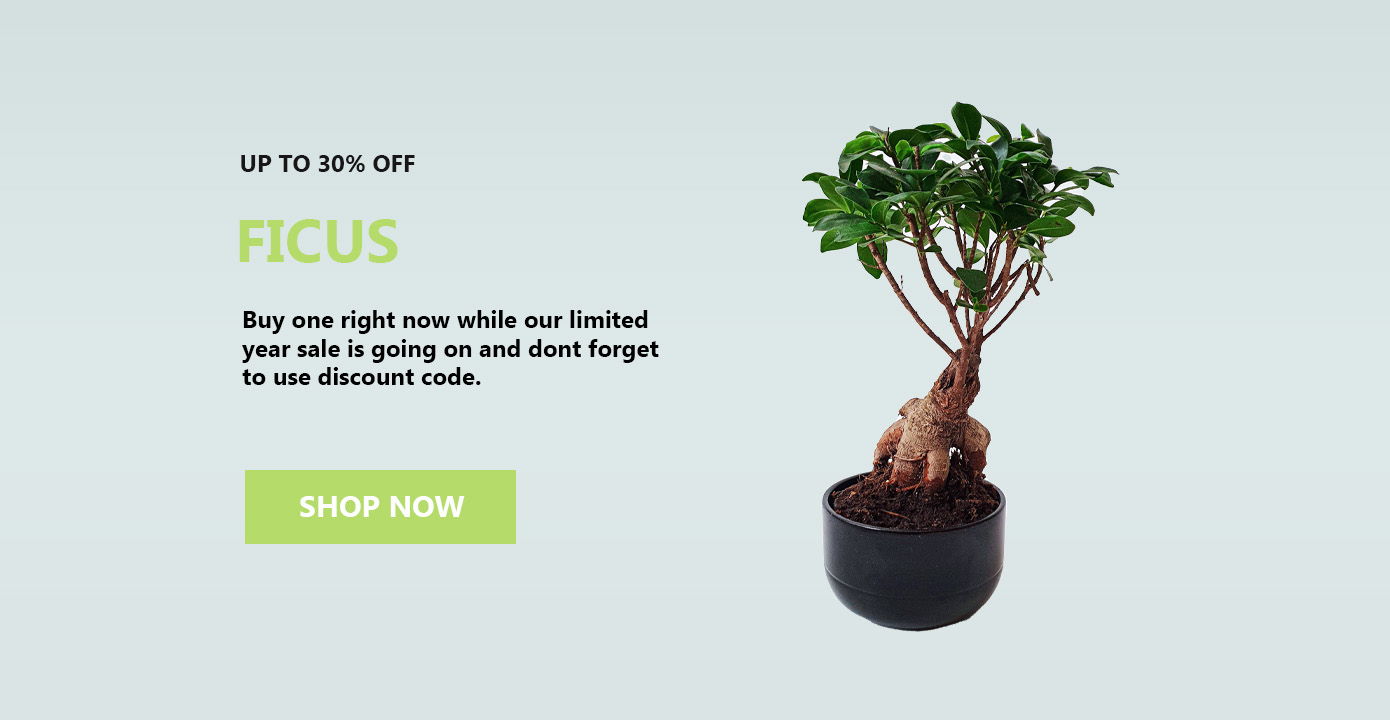 UP TO 30% OFF
FICUS
Buy one right now while our limited
year sale is going on and dont forget
to use discount code.
SHOP NOW